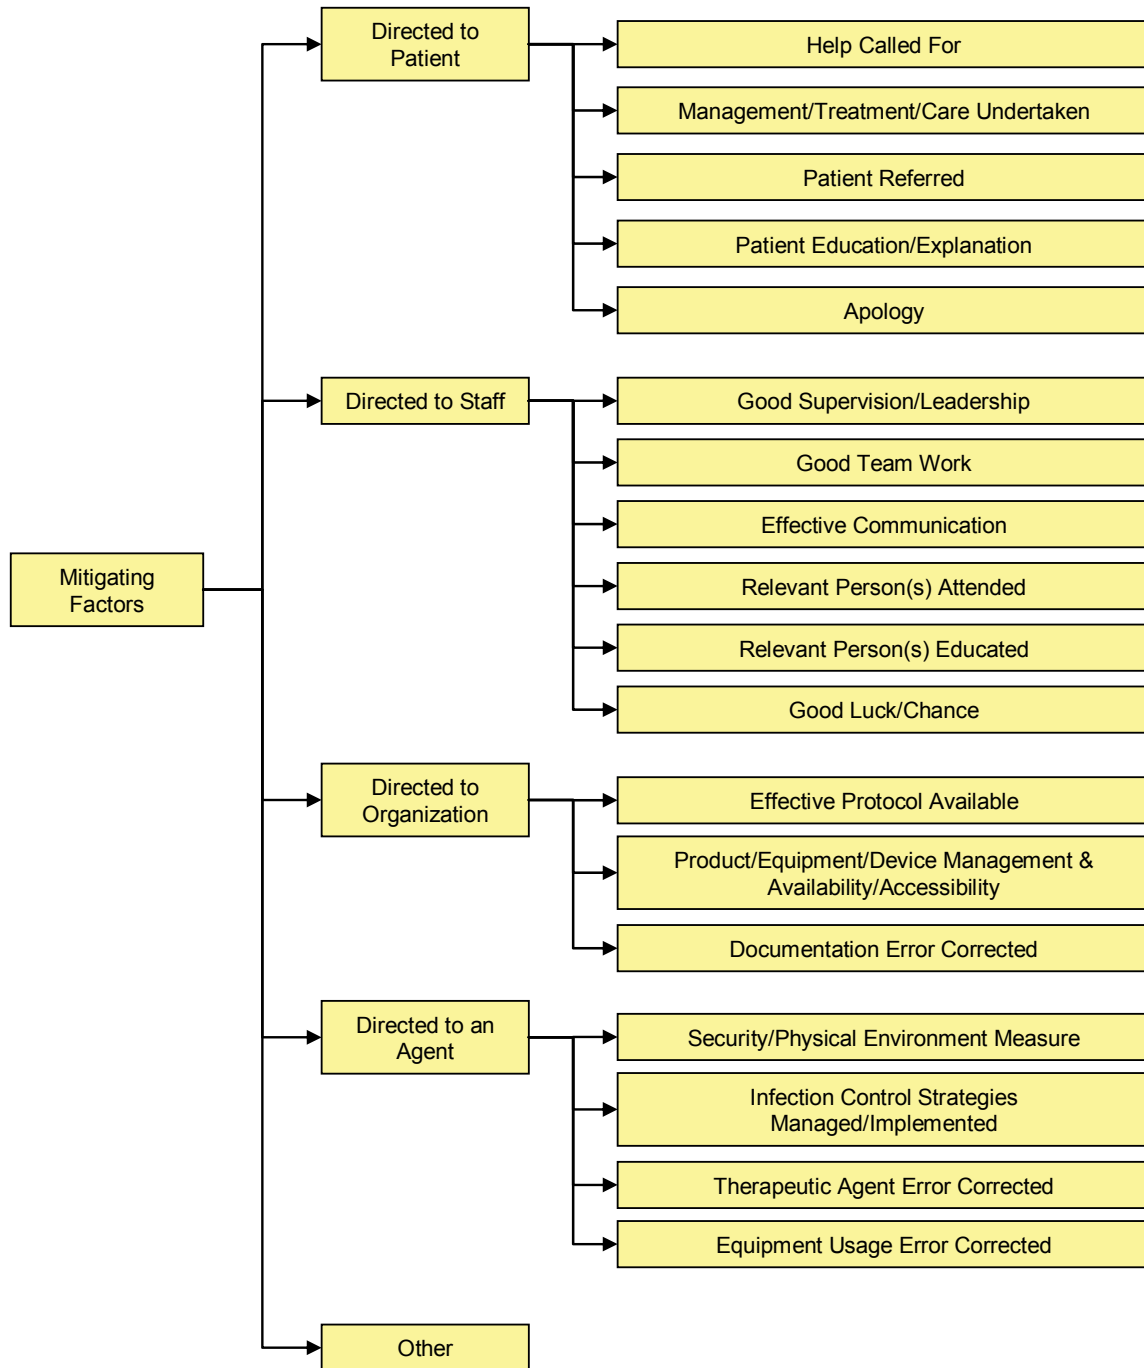 Directed to
Patient
Help Called For
Management/Treatment/Care Undertaken
Patient Referred
Patient Education/Explanation
Apology
Directed to Staff
Good Supervision/Leadership
Good Team Work
Effective Communication
Relevant Person(s) Attended
Relevant Person(s) Educated
Good Luck/Chance
Mitigating
Factors
Directed to
Organization
Effective Protocol Available
Product/Equipment/Device Management &
Availability/Accessibility
Documentation Error Corrected
Directed to an
Agent
Security/Physical Environment Measure
Infection Control Strategies
Managed/Implemented
Therapeutic Agent Error Corrected
Equipment Usage Error Corrected
Other